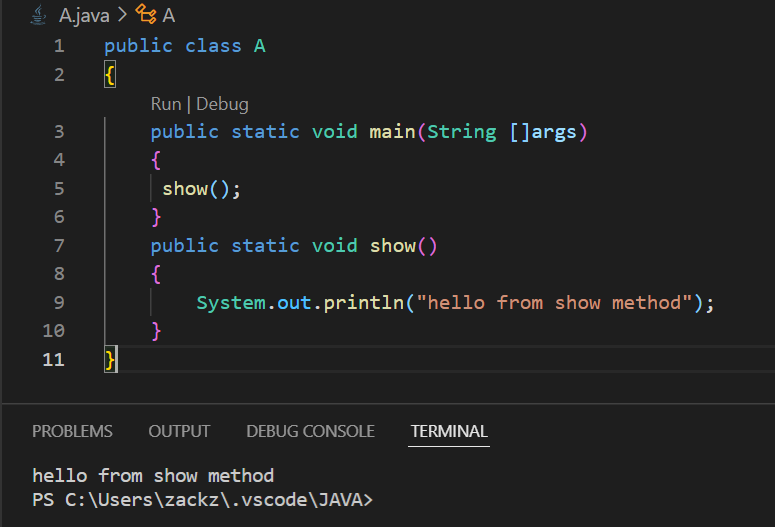 A.java > A
1 public class A
2 {
Run | Debug
3 public static void main(String []args)
4 {
5 show();
6 }
7 public static void show()
8 {
9 System.out.println("hello from show method");
10 }
11 }
PROBLEMS OUTPUT DEBUG CONSOLE TERMINAL
hello from show method
PS C:\Users\zackz\.vscode\JAVA>